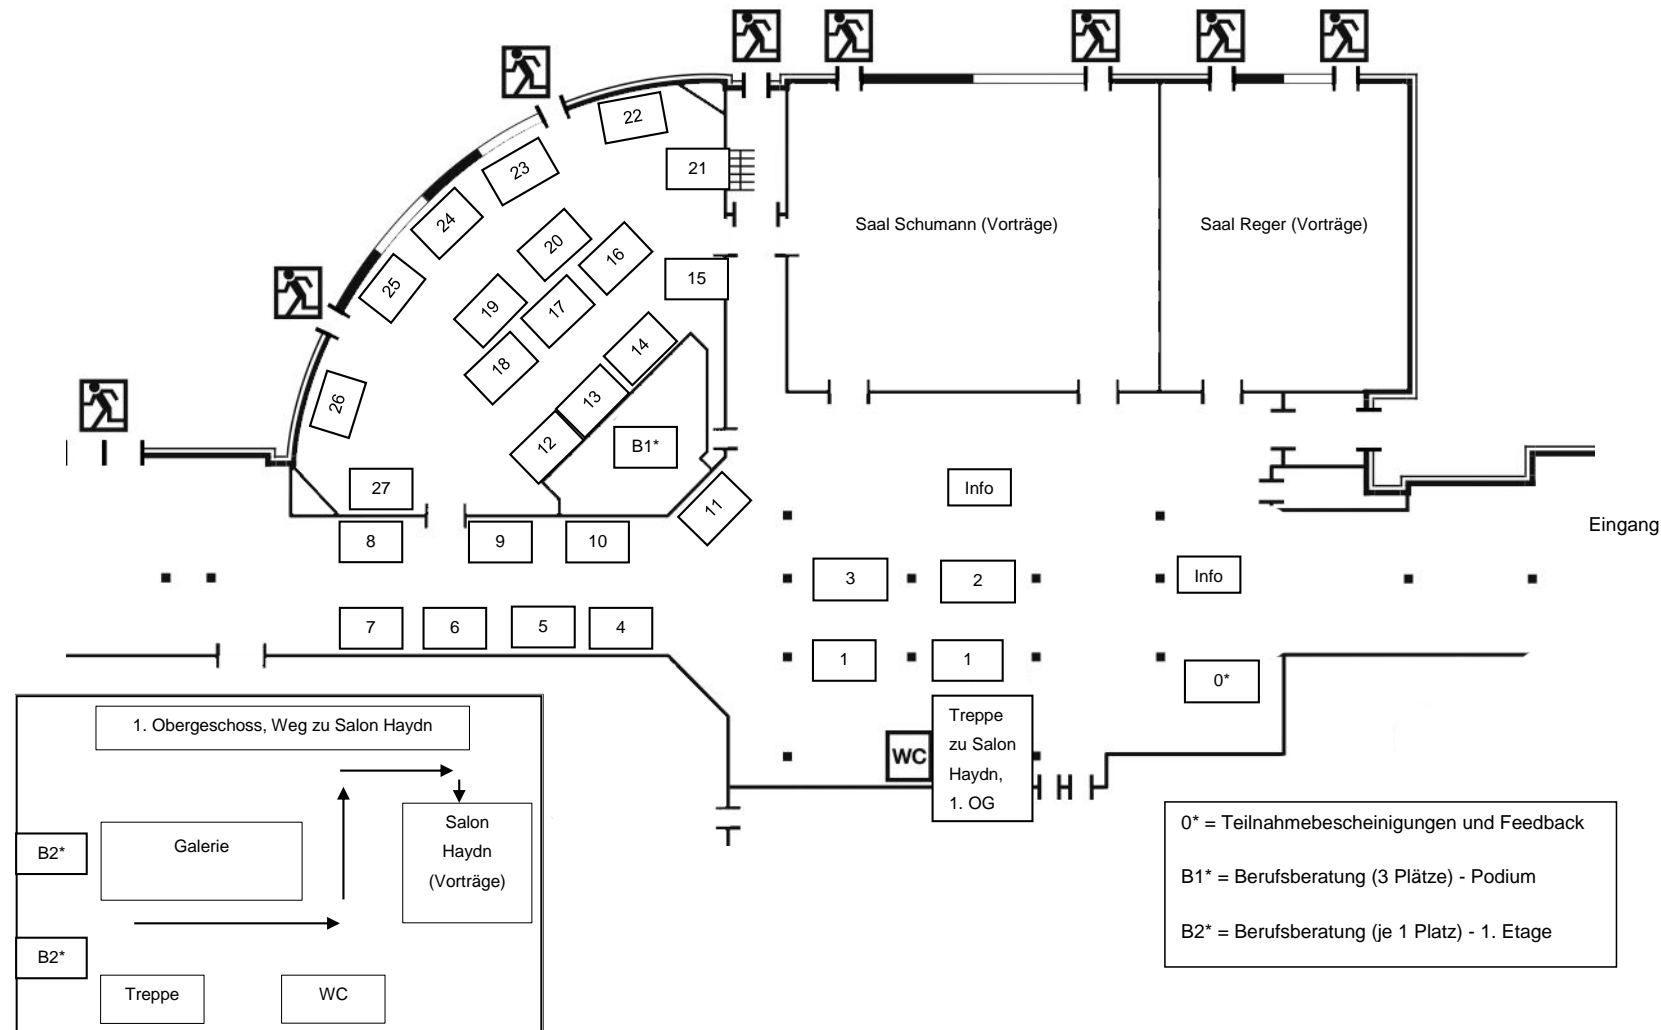 22
21
23
24
20
16
15
25
19
17
18
14
13
12
26
B1*
27
11
8
9
10
7
6
5
4
Saal Schumann (Vorträge)
Saal Reger (Vorträge)
Info
Eingang
3
2
Info
1
1
0*
WC
Treppe
zu Salon
Haydn,
1. OG
1. Obergeschoss, Weg zu Salon Haydn
B2*
Galerie
Salon
Haydn
(Vorträge)
B2*
Treppe
WC
0* = Teilnahmebescheinigungen und Feedback
B1* = Berufsberatung (3 Plätze) - Podium
B2* = Berufsberatung (je 1 Platz) - 1. Etage